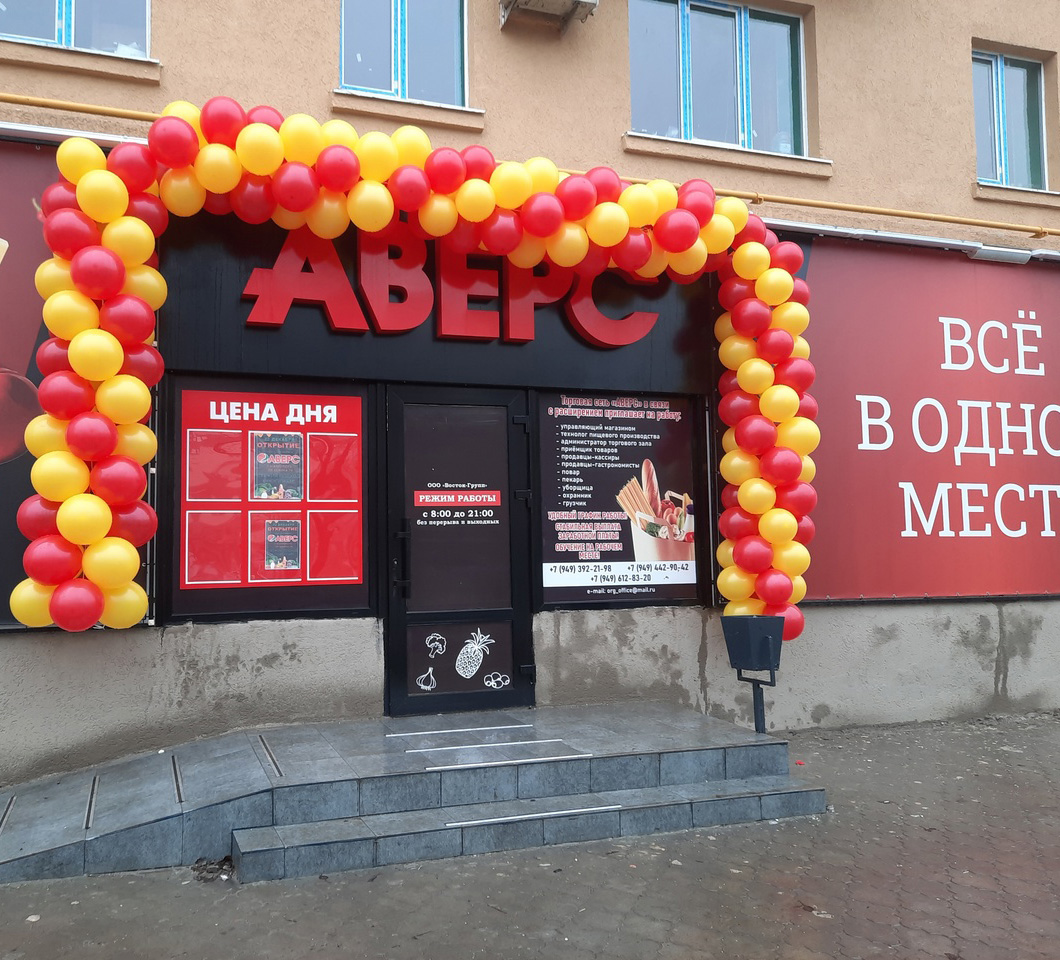 АВЕРС
ЦЕНА ДНЯ
ОТКРЫТИЕ
АВЕРС
ОТКРЫТИЕ
АВЕРС
ООО «Восток-Групп»
РЕЖИМ РАБОТЫ
с 8:00 до 21:00
без перерыва и выходных
Торговая сеть «АВЕРС» в связи
с расширением приглашает на работу:
- управляющий магазином
- технолог пищевого производства
- администратор торгового зала
- приёмщик товаров
- продавцы-кассиры
- продавцы-гастрономисты
- повар
- пекарь
- уборщица
- охранник
- грузчик
УДОБНЫЙ ГРАФИК РАБОТЫ
СТАБИЛЬНАЯ ВЫПЛАТА
ЗАРАБОТНОЙ ПЛАТЫ
ОБУЧЕНИЕ НА РАБОЧЕМ
МЕСТЕ!
+7 (949) 392-21-98 +7 (949) 442-90-42
+7 (949) 612-83-20
e-mail: org_office@mail.ru
ВСЁ
В ОДНО
МЕСТ